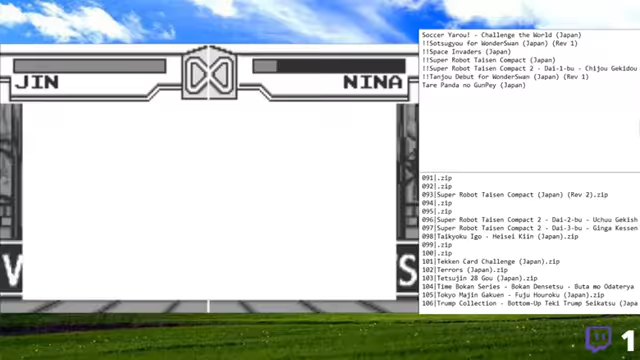 JIN
NINA
W
S
Soccer Yarou! - Challenge the World (Japan)
!!Sotsugyou for WonderSwan (Japan) (Rev 1)
!!Space Invaders (Japan)
!!Super Robot Taisen Compact (Japan)
!!Super Robot Taisen Compact 2 - Dai-1-bu - Chijou Gekidou
!!Tanjou Debut for WonderSwan (Japan) (Rev 1)
Tare Panda no GunPey (Japan)
091|.zip
092|.zip
093|Super Robot Taisen Compact (Japan) (Rev 2).zip
094|.zip
095|.zip
096|Super Robot Taisen Compact 2 - Dai-2-bu - Uchuu Gekish
097|Super Robot Taisen Compact 2 - Dai-3-bu - Ginga Kessen
098|Taikyoku Igo - Heisei Kiin (Japan).zip
099|.zip
100|.zip
101|Tekken Card Challenge (Japan).zip
102|Terrors (Japan).zip
103|Tetsujin 28 Gou (Japan).zip
104|Time Bokan Series - Bokan Densetsu - Buta mo Odaterya
105|Tokyo Majin Gakuen - Fuju Houroku (Japan).zip
106|Trump Collection - Bottom-Up Teki Trump Seikatsu (Japa
1